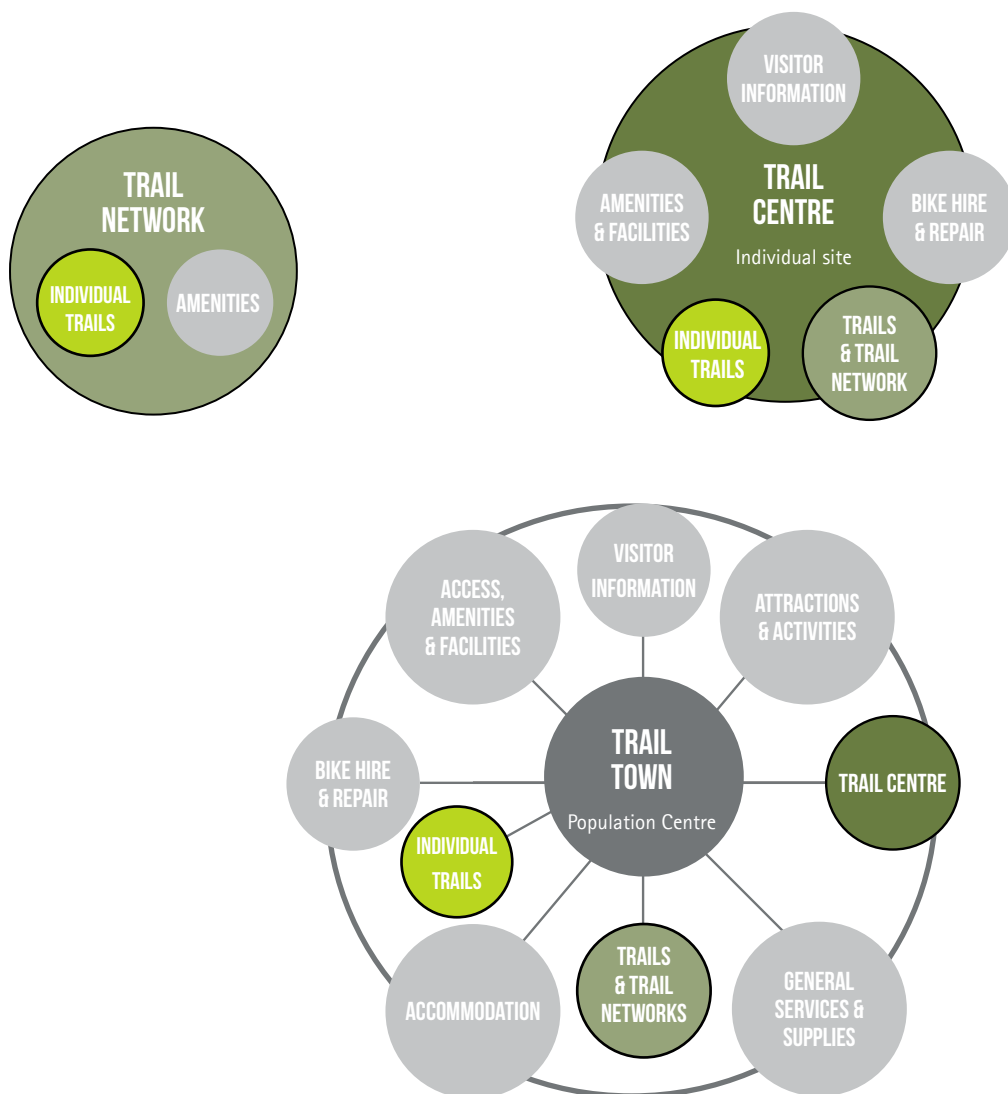 TRAIL
NETWORK
INDIVIDUAL
TRAILS
AMENITIES
VISITOR
INFORMATION
AMENITIES
& FACILITIES
TRAIL
CENTRE
Individual site
BIKE HIRE
& REPAIR
INDIVIDUAL
TRAILS
TRAILS
& TRAIL
NETWORK
ACCESS,
AMENITIES
& FACILITIES
VISITOR
INFORMATION
ATTRACTIONS
& ACTIVITIES
BIKE HIRE
& REPAIR
TRAIL
TOWN
Population Centre
TRAIL CENTRE
INDIVIDUAL
TRAILS
ACCOMMODATION
TRAILS
& TRAIL
NETWORKS
GENERAL
SERVICES &
SUPPLIES